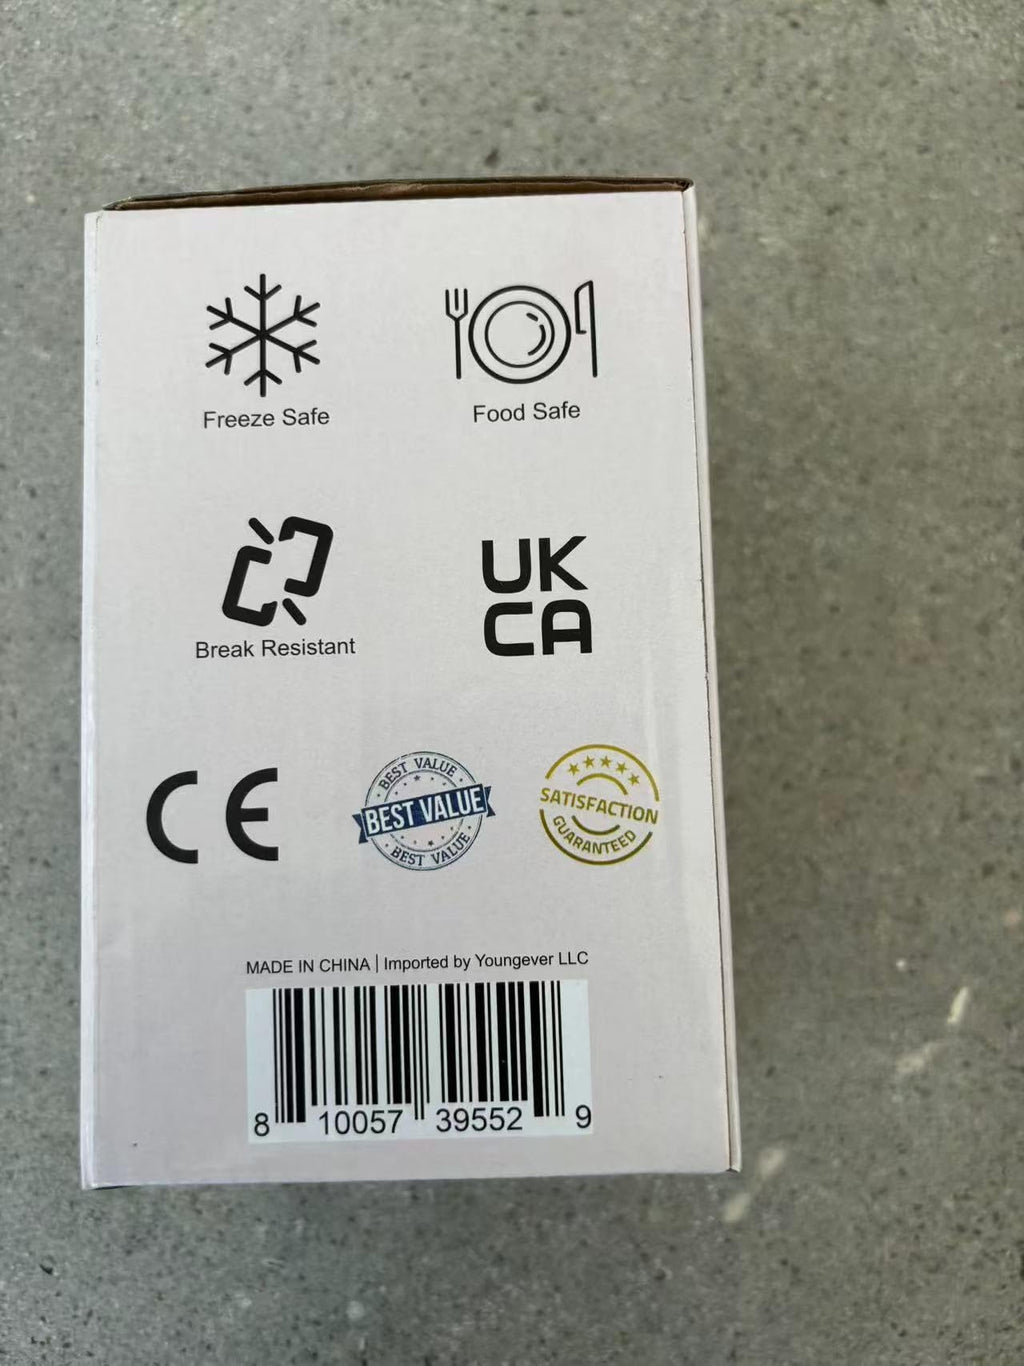 Freeze Safe
Food Safe
Break Resistant
UK
CA
CE
BEST VALUE
BEST VALUE
BEST VALUE
SATISFACTION
GUARANTEED
MADE IN CHINA | Imported by Youngever LLC
8 10057 39552 9